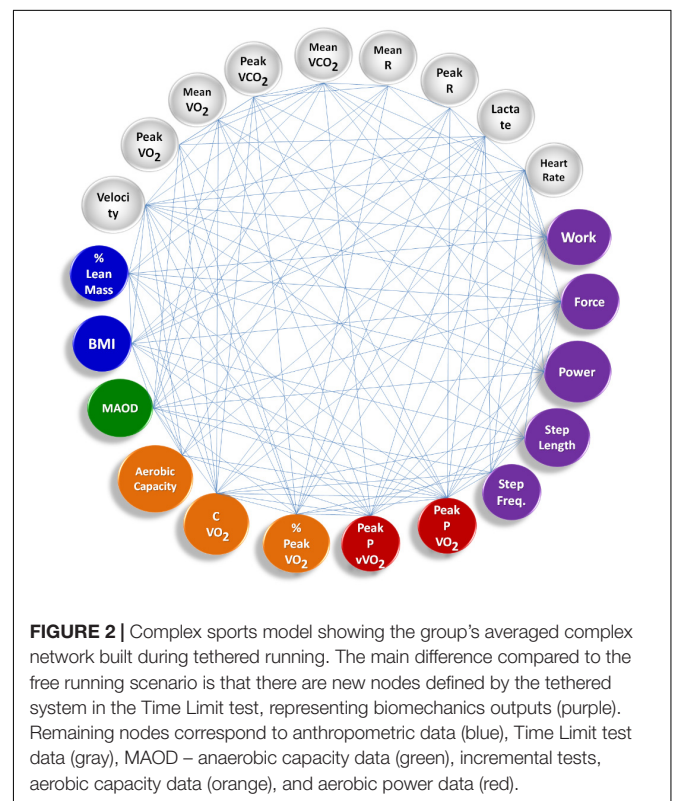 Mean
VCO2
Mean
R
Peak
VCO2
Peak
R
Mean
VO2
Lacta
te
Peak
VO2
Heart
Rate
Veloci
ty
Work
%
Lean
Mass
Force
BMI
Power
MAOD
Step
Length
Aerobic
Capacity
Step
Freq.
C
VO2
%
Peak
VO2
Peak
P
vVO2
Peak
P
VO2
FIGURE 2 | Complex sports model showing the group's averaged complex
network built during tethered running. The main difference compared to the
free running scenario is that there are new nodes defined by the tethered
system in the Time Limit test, representing biomechanics outputs (purple).
Remaining nodes correspond to anthropometric data (blue), Time Limit test
data (gray), MAOD – anaerobic capacity data (green), incremental tests,
aerobic capacity data (orange), and aerobic power data (red).